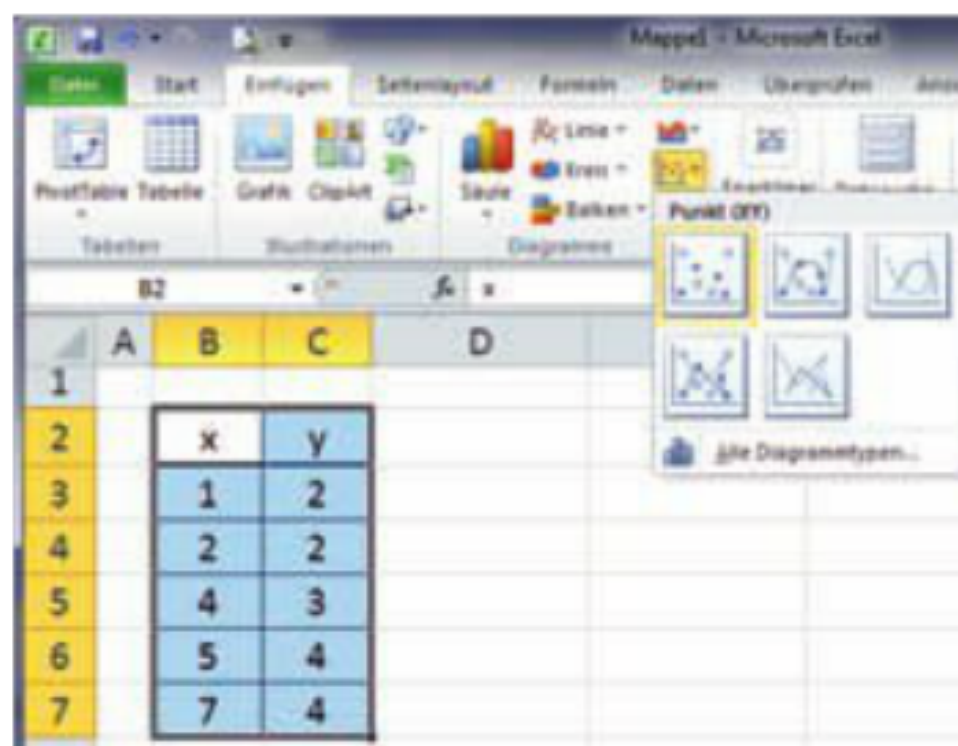 Mappe1 - Microsoft Excel
Datei Start Einfügen Seitenlayout Formeln Daten Überprüfen
PivotTable Tabelle Grafik ClipArt Säule Linie Kreis Balken
Tabellen Illustrationen Diagramme
Punkt (XY)
Alle Diagrammtypen...
B2 fx x
A B C D
1
2 x y
3 1 2
4 2 2
5 4 3
6 5 4
7 7 4